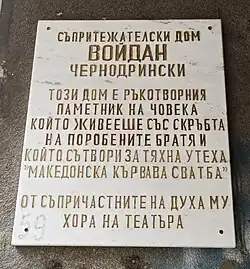 СЪПРИТЕЖАТЕЛСКИ ДОМ
ВОЙДАН
ЧЕРНОДРИНСКИ
ТОЗИ ДОМ Е РЪКОТВОРНИЯ
ПАМЕТНИК НА ЧОВЕКА
КОЙТО ЖИВЕЕШЕ СЪС СКРЪБТА
НА ПОРОБЕНИТЕ БРАТЯ И
КОЙТО СЪТВОРИ ЗА ТЯХНА УТЕХА
"МАКЕДОНСКА КЪРВАВА СВАТБА"
ОТ СЪПРИЧАСТНИТЕ НА ДУХА МУ
ХОРА НА ТЕАТЪРА
59